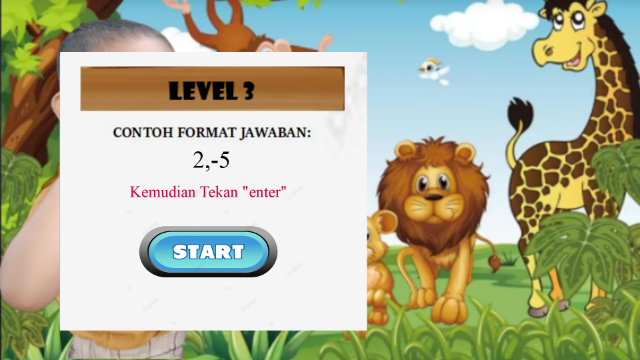 LEVEL 3
CONTOH FORMAT JAWABAN:
2,-5
Kemudian Tekan "enter"
START